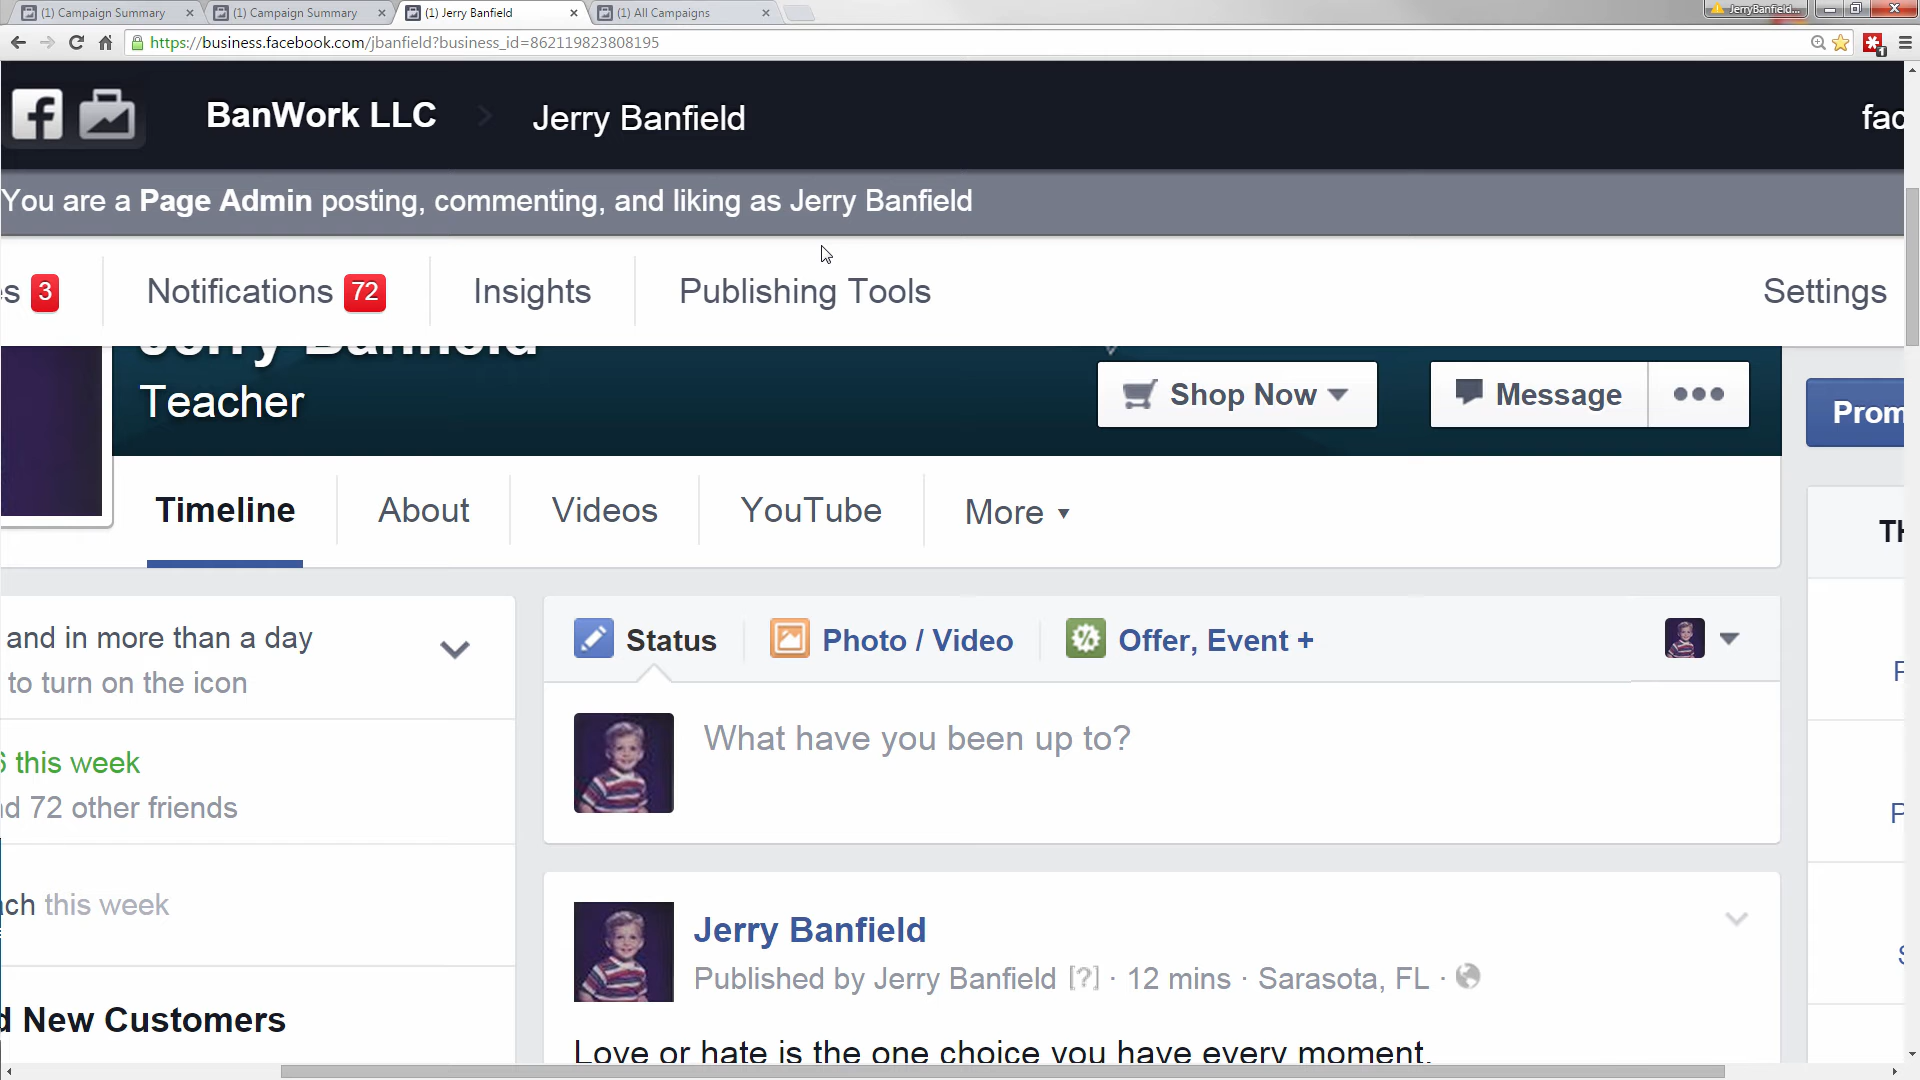 (1) Campaign Summary
(1) Campaign Summary
(1) Jerry Banfield
(1) All Campaigns
JerryBanfield...
https://business.facebook.com/jbanfield?business_id=862119823808195
BanWork LLC
Jerry Banfield
fac
You are a Page Admin posting, commenting, and liking as Jerry Banfield
3
Notifications 72
Insights
Publishing Tools
Settings
Jerry Banfield
Teacher
Shop Now
Message
Prom
Timeline
About
Videos
YouTube
More
TH
and in more than a day
to turn on the icon
Status
Photo / Video
Offer, Event +
What have you been up to?
this week
72 other friends
this week
Jerry Banfield
Published by Jerry Banfield [?] · 12 mins · Sarasota, FL ·
New Customers
Love or hate is the one choice you have every moment.